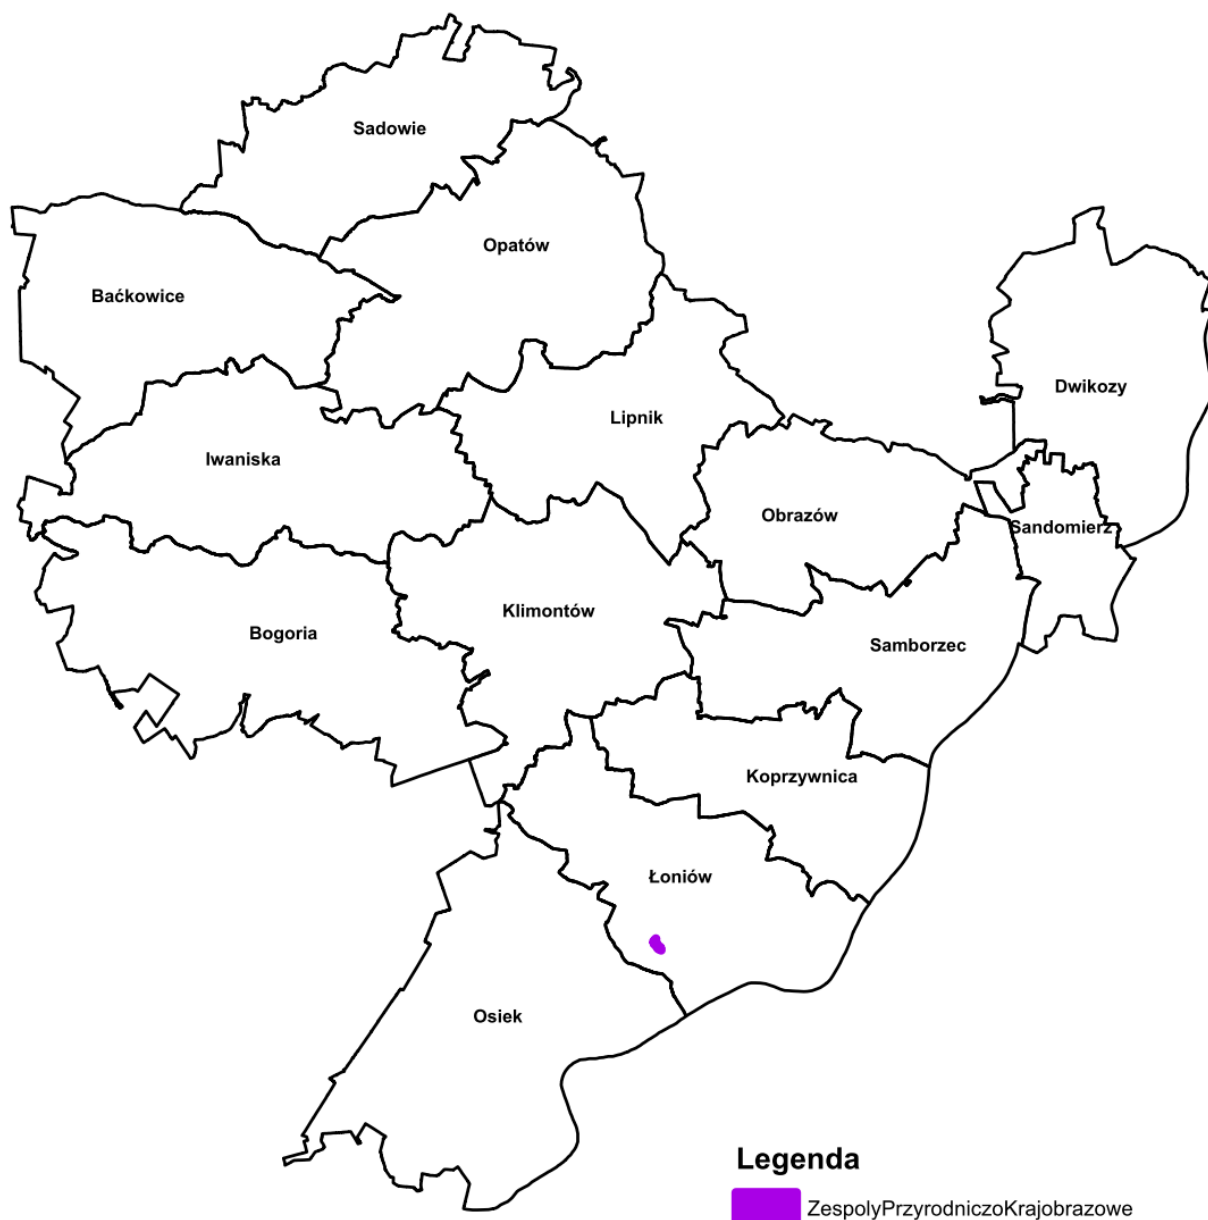 Sadowie
Opatów
Baćkowice
Dwikozy
Lipnik
Iwaniska
Obrazów
Sandomierz
Klimontów
Bogoria
Samborzec
Koprzywnica
Łoniów
Osiek
Legenda
ZespolyPrzyrodniczoKrajobrazowe